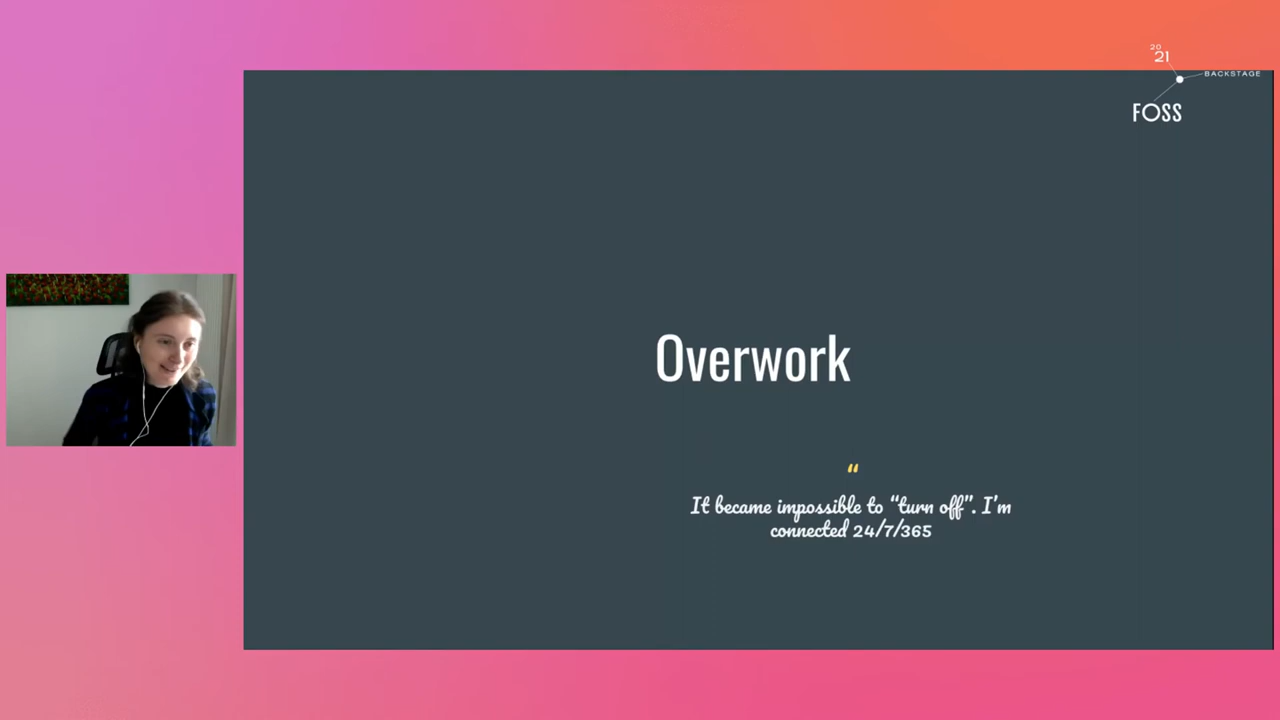 20
21
BACKSTAGE
FOSS
Overwork
“
It became impossible to “turn off”. I'm
connected 24/7/365